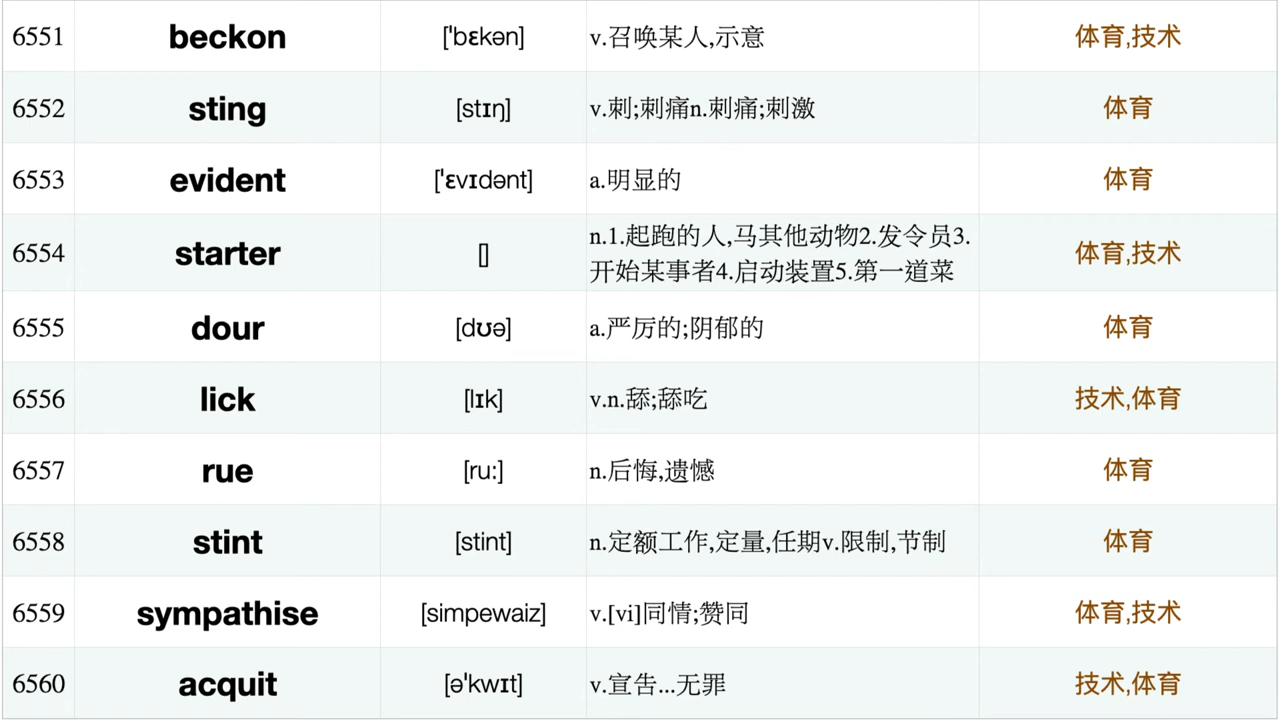 6551 beckon ['bɛkən] v.召唤某人,示意 体育,技术
6552 sting [stɪŋ] v.刺;刺痛n.刺痛;刺激 体育
6553 evident ['ɛvɪdənt] a.明显的 体育
6554 starter [] n.1.起跑的人,马其他动物2.发令员3. 体育,技术
开始某事者4.启动装置5.第一道菜
6555 dour [dʊə] a.严厉的;阴郁的 体育
6556 lick [lɪk] v.n.舔;舔吃 技术,体育
6557 rue [ru:] n.后悔,遗憾 体育
6558 stint [stint] n.定额工作,定量,任期v.限制,节制 体育
6559 sympathise [simpewaiz] v.[vi]同情;赞同 体育,技术
6560 acquit [ə'kwɪt] v.宣告...无罪 技术,体育